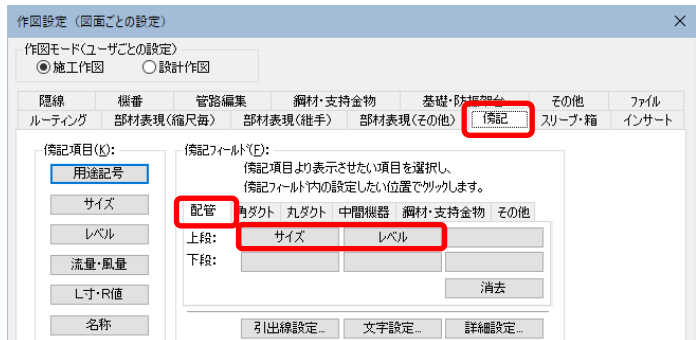 作図設定（図面ごとの設定）
作図モード(ユーザごとの設定)
施工作図 設計作図
隠線 機番 管路編集 鋼材・支持金物 基礎・防振架台 その他 ファイル
ルーティング 部材表現(縮尺毎) 部材表現(継手) 部材表現(その他) 傍記 スリーブ・箱 インサート
傍記項目(K): 傍記フィールド(F):
用途記号
サイズ
レベル
流量・風量
L寸・R値
名称
傍記項目より表示させたい項目を選択し、
傍記フィールド内の設定したい位置でクリックします。
配管 角ダクト 丸ダクト 中間機器 鋼材・支持金物 その他
上段: サイズ レベル
下段:
消去
引出線設定... 文字設定... 詳細設定...